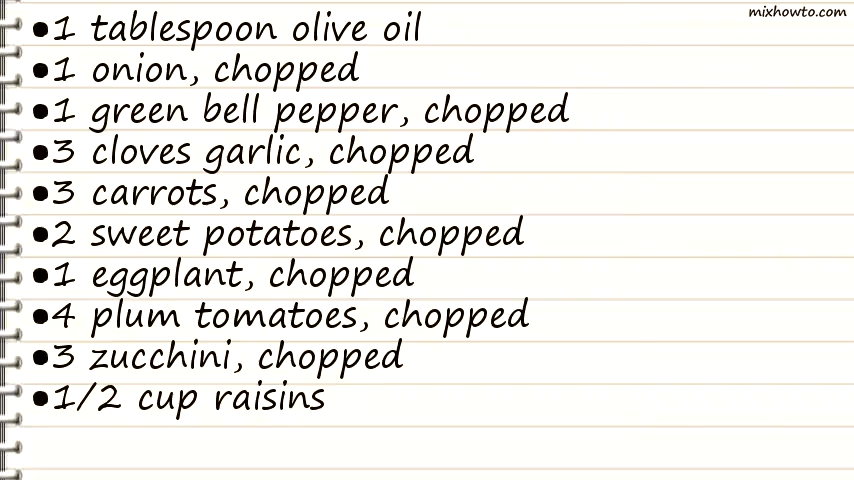 mixhowto.com
•1 tablespoon olive oil
•1 onion, chopped
•1 green bell pepper, chopped
•3 cloves garlic, chopped
•3 carrots, chopped
•2 sweet potatoes, chopped
•1 eggplant, chopped
•4 plum tomatoes, chopped
•3 zucchini, chopped
•1/2 cup raisins